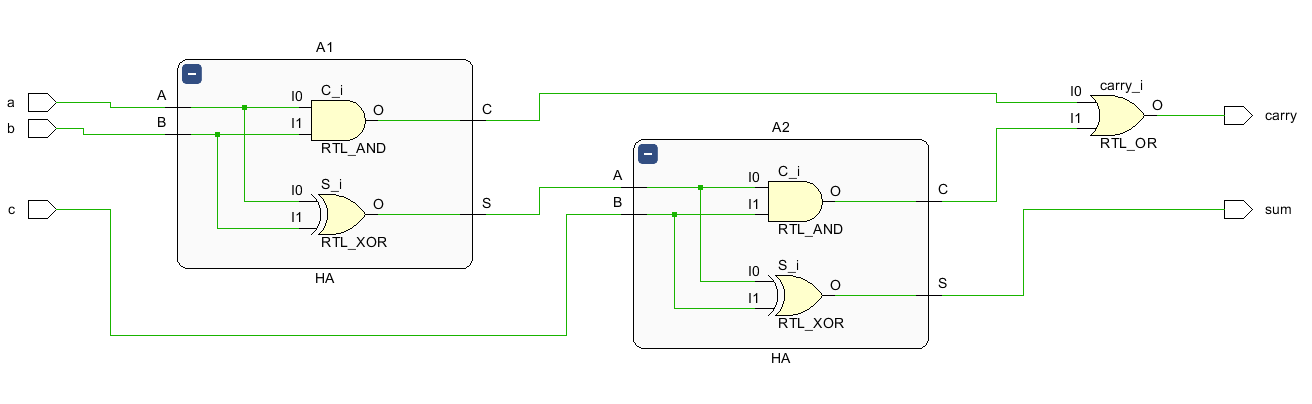 A1
a
b
c
A
B
I0
I1
C_i
O
RTL_AND
C
I0
I1
S_i
O
RTL_XOR
S
HA
A2
A
B
I0
I1
C_i
O
RTL_AND
C
I0
I1
S_i
O
RTL_XOR
S
HA
I0
I1
carry_i
O
RTL_OR
carry
sum